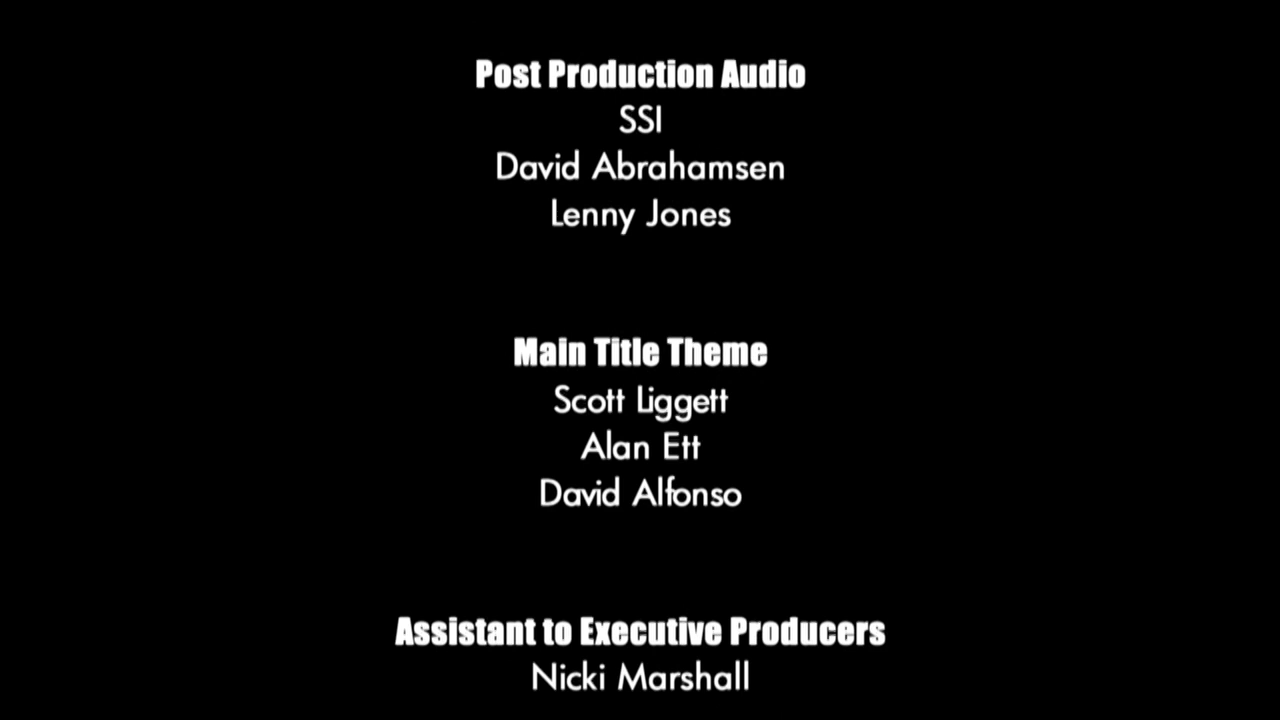 Post Production Audio
SSI
David Abrahamsen
Lenny Jones
Main Title Theme
Scott Liggett
Alan Ett
David Alfonso
Assistant to Executive Producers
Nicki Marshall